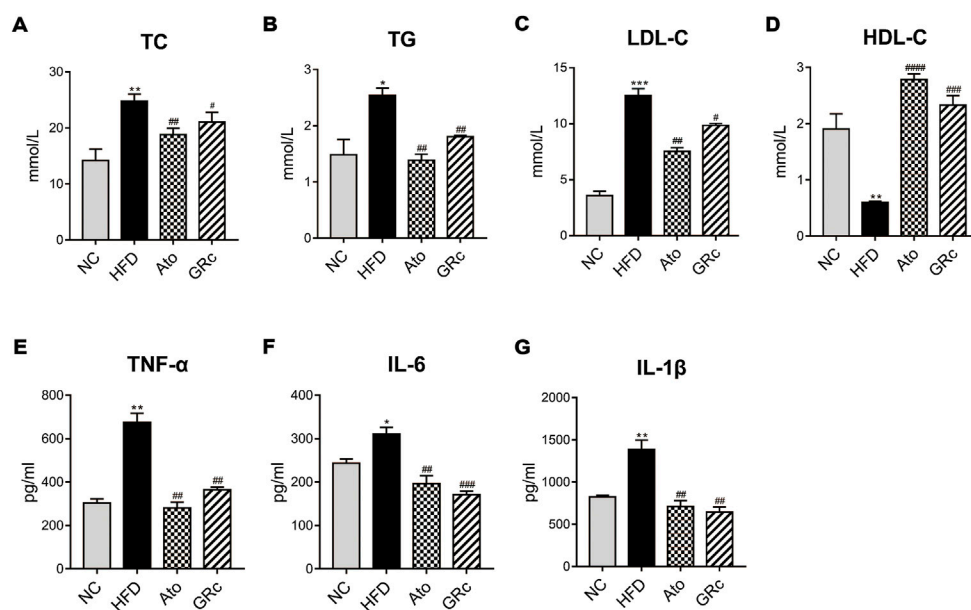 A
TC
mmol/L
30
20
10
0
**
##
#
NC
HFD
Ato
GRc
B
TG
mmol/L
3
2
1
0
*
##
##
NC
HFD
Ato
GRc
C
LDL-C
mmol/L
15
10
5
0
***
##
#
NC
HFD
Ato
GRc
D
HDL-C
mmol/L
3
2
1
0
**
####
###
NC
HFD
Ato
GRc
E
TNF-α
pg/ml
800
600
400
200
0
**
##
##
NC
HFD
Ato
GRc
F
IL-6
pg/ml
400
300
200
100
0
*
##
###
NC
HFD
Ato
GRc
G
IL-1β
pg/ml
2000
1500
1000
500
0
**
##
##
NC
HFD
Ato
GRc